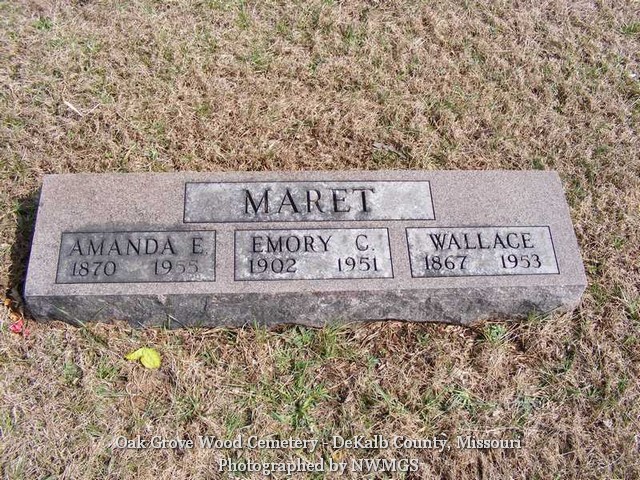 MARET
AMANDA E.
1870 1955
EMORY C.
1902 1951
WALLACE
1867 1953
Oak Grove Wood Cemetery - DeKalb County, Missouri
Photographed by NWMGS